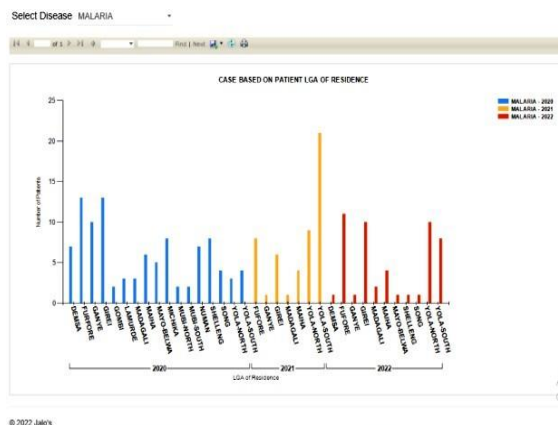 Select Disease MALARIA
of 1 Find | Next
CASE BASED ON PATIENT LGA OF RESIDENCE
MALARIA - 2020
MALARIA - 2021
MALARIA - 2022
Number of Patients
25
20
15
10
5
0
DEMSA
FURFORE
GANYE
GIREI
GOMBI
LAMURDE
MADAGALI
MAIHA
MAYO-BELWA
MICHIKA
MUBI-NORTH
MUBI-SOUTH
NUMAN
SHELLENG
SONG
YOLA-NORTH
YOLA-SOUTH
FUFORE
GANYE
GIREI
MADAGALI
MAIHA
YOLA-NORTH
YOLA-SOUTH
DEMSA
FUFORE
GANYE
GIREI
MADAGALI
MAIHA
MAYO-BELWA
SHELLENG
SONG
YOLA-NORTH
YOLA-SOUTH
2020
2021
2022
LGA of Residence
© 2022 Jalo's